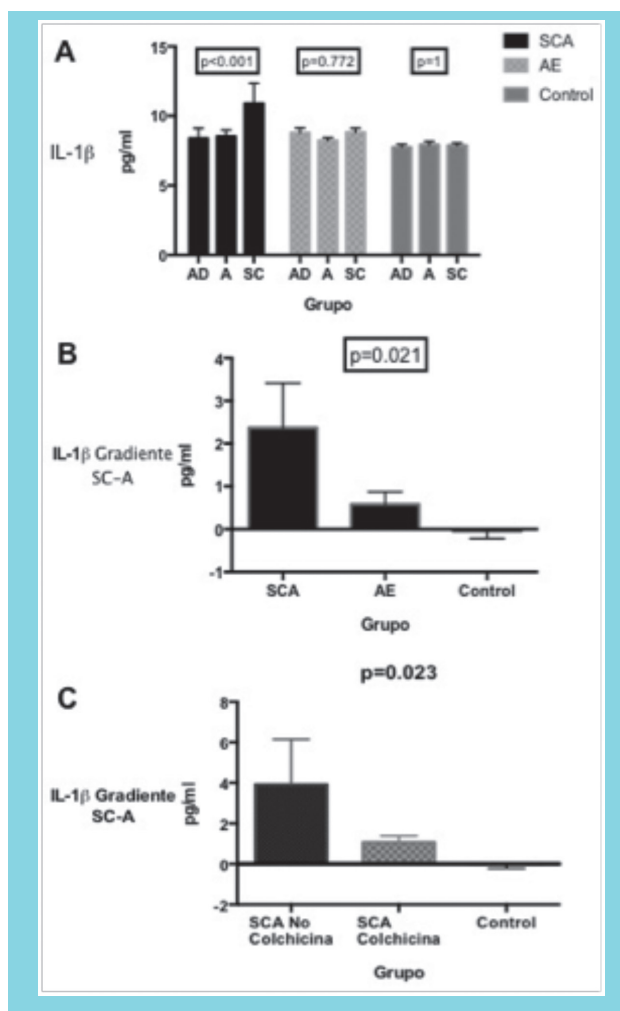 A
15
10
5
0
IL-1β
pg/ml
p<0.001
p=0.772
p=1
SCA
AE
Control
AD A SC AD A SC AD A SC
Grupo
B
p=0.021
4
3
2
1
0
-1
IL-1β Gradiente
SC-A
pg/ml
SCA AE Control
Grupo
p=0.023
C
8
6
4
2
0
-2
IL-1β Gradiente
SC-A
pg/ml
SCA No SCA Control
Colchicina Colchicina
Grupo